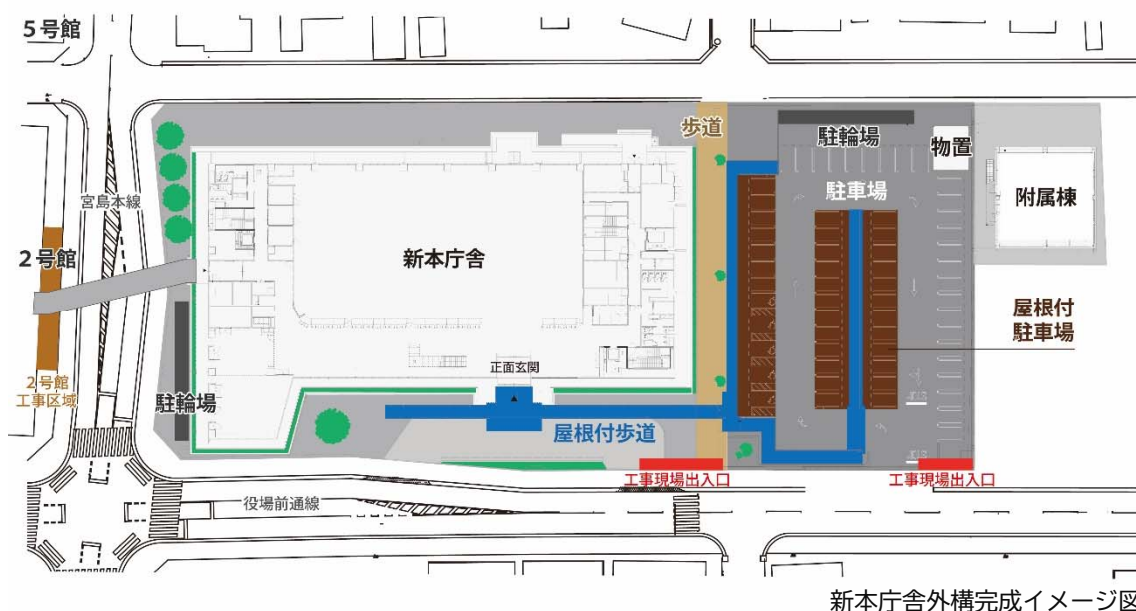 5号館
歩道
駐輪場
物置
駐車場
附属棟
宮島本線
2号館
新本庁舎
屋根付
駐車場
正面玄関
2号館
工事区域
駐輪場
屋根付歩道
工事現場出入口
工事現場出入口
役場前通線
新本庁舎外構完成イメージ図